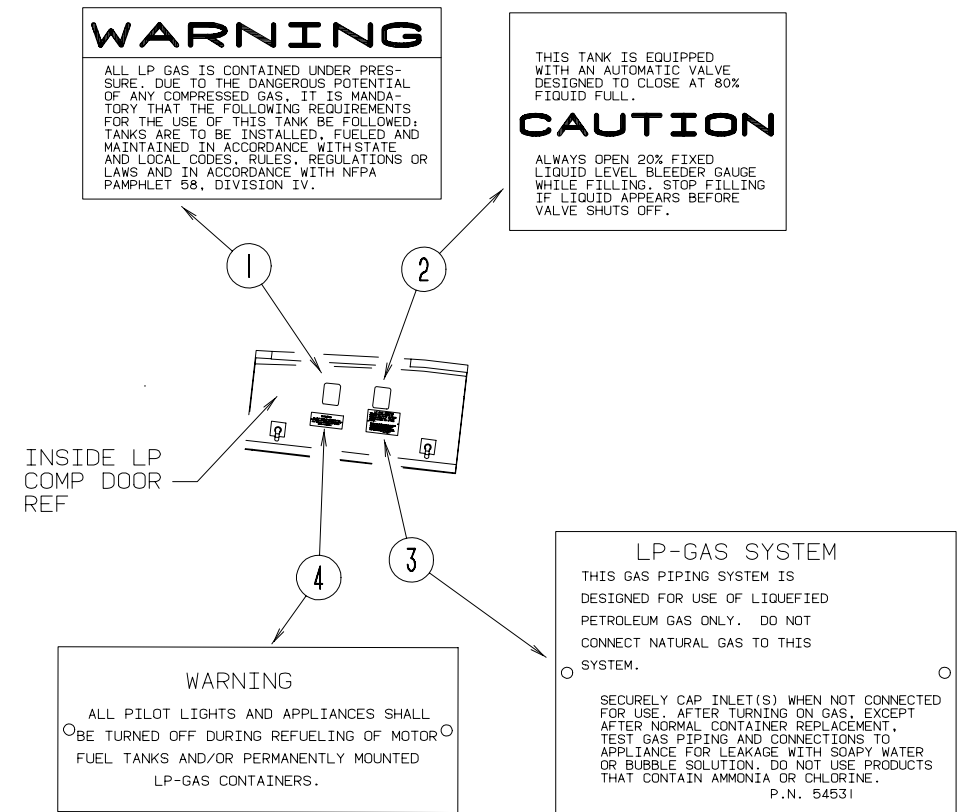 WARNING
ALL LP GAS IS CONTAINED UNDER PRES-
SURE. DUE TO THE DANGEROUS POTENTIAL
OF ANY COMPRESSED GAS, IT IS MANDA-
TORY THAT THE FOLLOWING REQUIREMENTS
FOR THE USE OF THIS TANK BE FOLLOWED:
TANKS ARE TO BE INSTALLED, FUELED AND
MAINTAINED IN ACCORDANCE WITH STATE
AND LOCAL CODES, RULES, REGULATIONS OR
LAWS AND IN ACCORDANCE WITH NFPA
PAMPHLET 58, DIVISION IV.
THIS TANK IS EQUIPPED
WITH AN AUTOMATIC VALVE
DESIGNED TO CLOSE AT 80%
FIQUID FULL.
CAUTION
ALWAYS OPEN 20% FIXED
LIQUID LEVEL BLEEDER GAUGE
WHILE FILLING. STOP FILLING
IF LIQUID APPEARS BEFORE
VALVE SHUTS OFF.
1
2
INSIDE LP
COMP DOOR
REF
4
3
WARNING
ALL PILOT LIGHTS AND APPLIANCES SHALL
BE TURNED OFF DURING REFUELING OF MOTOR
FUEL TANKS AND/OR PERMANENTLY MOUNTED
LP-GAS CONTAINERS.
LP-GAS SYSTEM
THIS GAS PIPING SYSTEM IS
DESIGNED FOR USE OF LIQUEFIED
PETROLEUM GAS ONLY. DO NOT
CONNECT NATURAL GAS TO THIS
SYSTEM.
SECURELY CAP INLET(S) WHEN NOT CONNECTED
FOR USE. AFTER TURNING ON GAS, EXCEPT
AFTER NORMAL CONTAINER REPLACEMENT,
TEST GAS PIPING AND CONNECTIONS TO
APPLIANCE FOR LEAKAGE WITH SOAPY WATER
OR BUBBLE SOLUTION. DO NOT USE PRODUCTS
THAT CONTAIN AMMONIA OR CHLORINE.
P.N. 54531